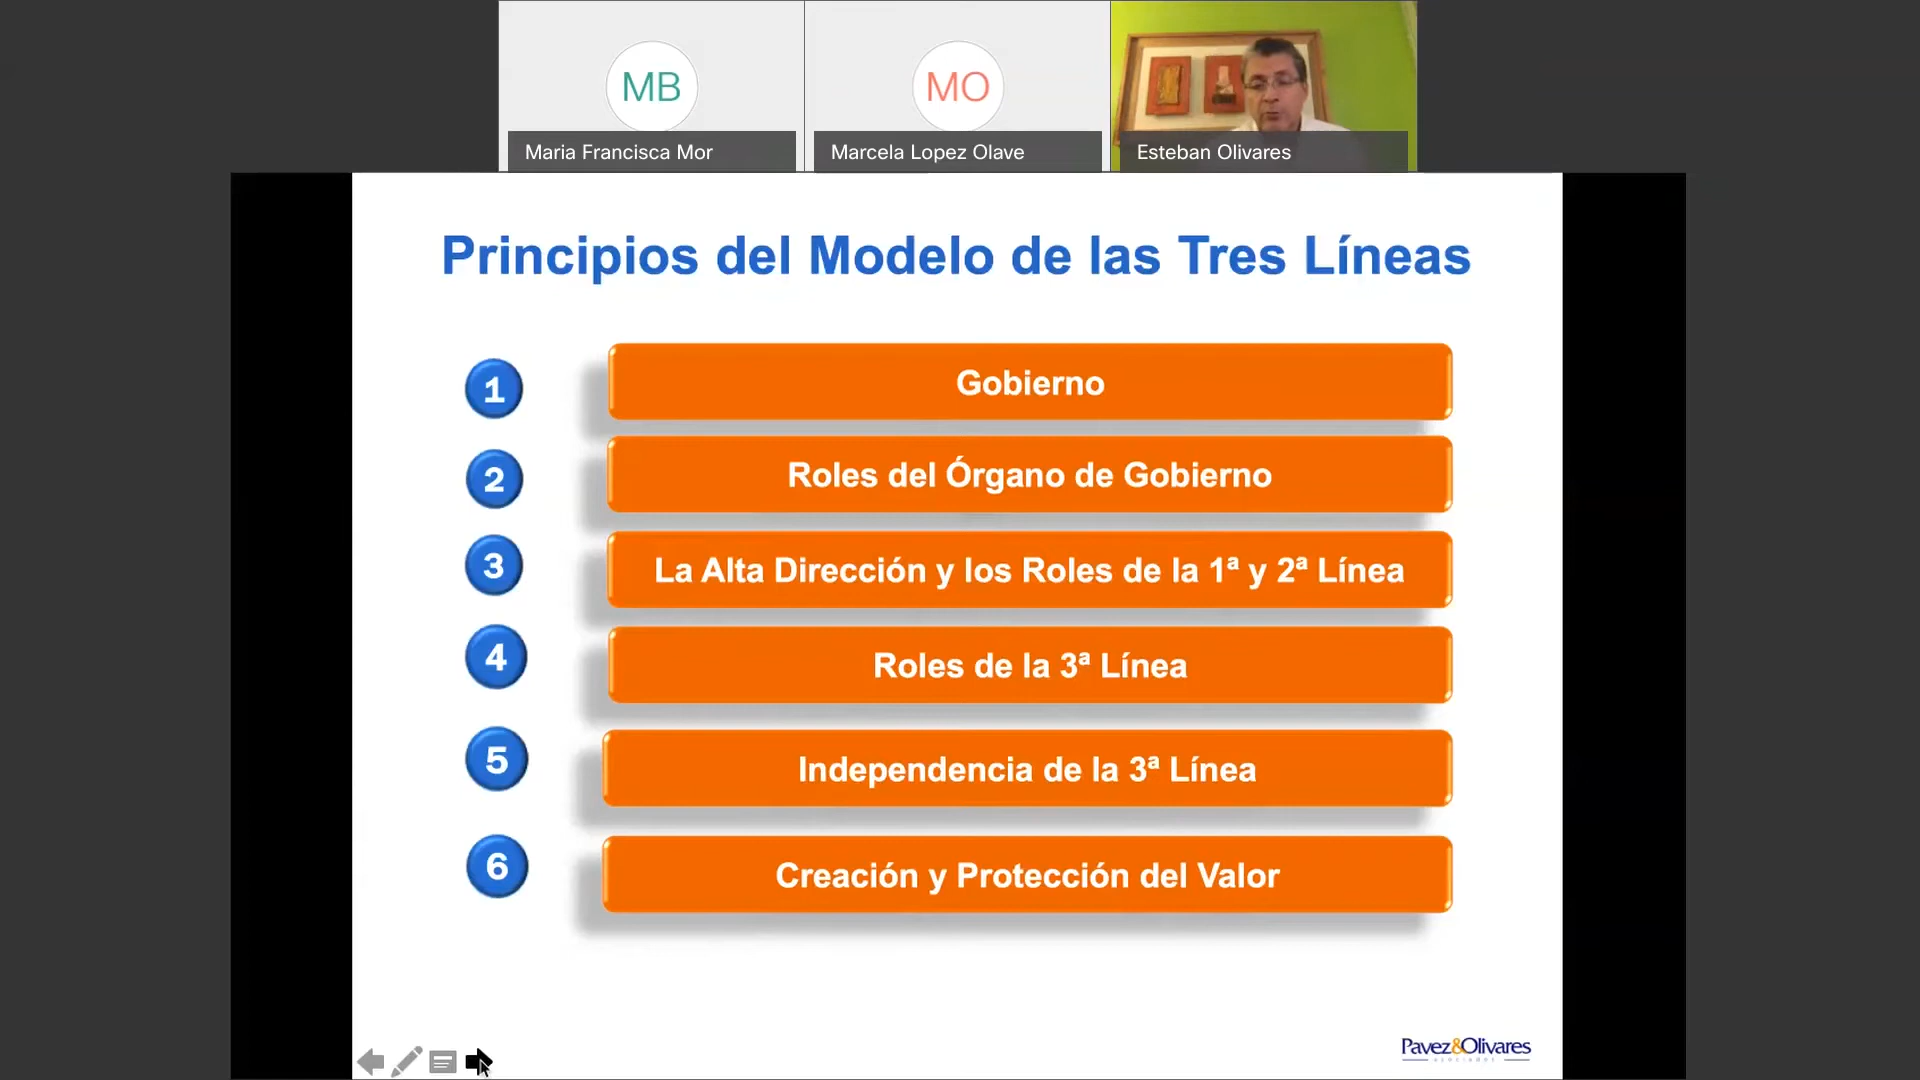 MB
MO
Maria Francisca Mor
Marcela Lopez Olave
Esteban Olivares
Principios del Modelo de las Tres Líneas
1 Gobierno
2 Roles del Órgano de Gobierno
3 La Alta Dirección y los Roles de la 1ª y 2ª Línea
4 Roles de la 3ª Línea
5 Independencia de la 3ª Línea
6 Creación y Protección del Valor
Pavez&Olivares